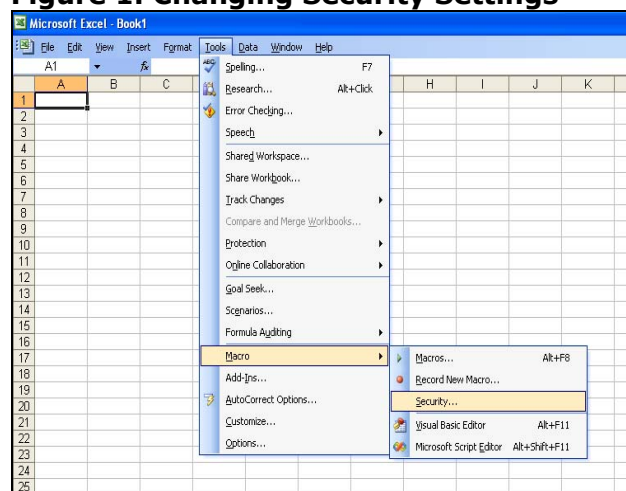 Figure 1: Changing Security Settings
Microsoft Excel - Book1
File Edit View Insert Format Tools Data Window Help
A1 fx
A B C H I J K
Spelling... F7
Research... Alt+Click
Error Checking...
Speech
Shared Workspace...
Share Workbook...
Track Changes
Compare and Merge Workbooks...
Protection
Online Collaboration
Goal Seek...
Scenarios...
Formula Auditing
Macro
Add-Ins...
AutoCorrect Options...
Customize...
Options...
Macros... Alt+F8
Record New Macro...
Security...
Visual Basic Editor Alt+F11
Microsoft Script Editor Alt+Shift+F11
1
2
3
4
5
6
7
8
9
10
11
12
13
14
15
16
17
18
19
20
21
22
23
24
25